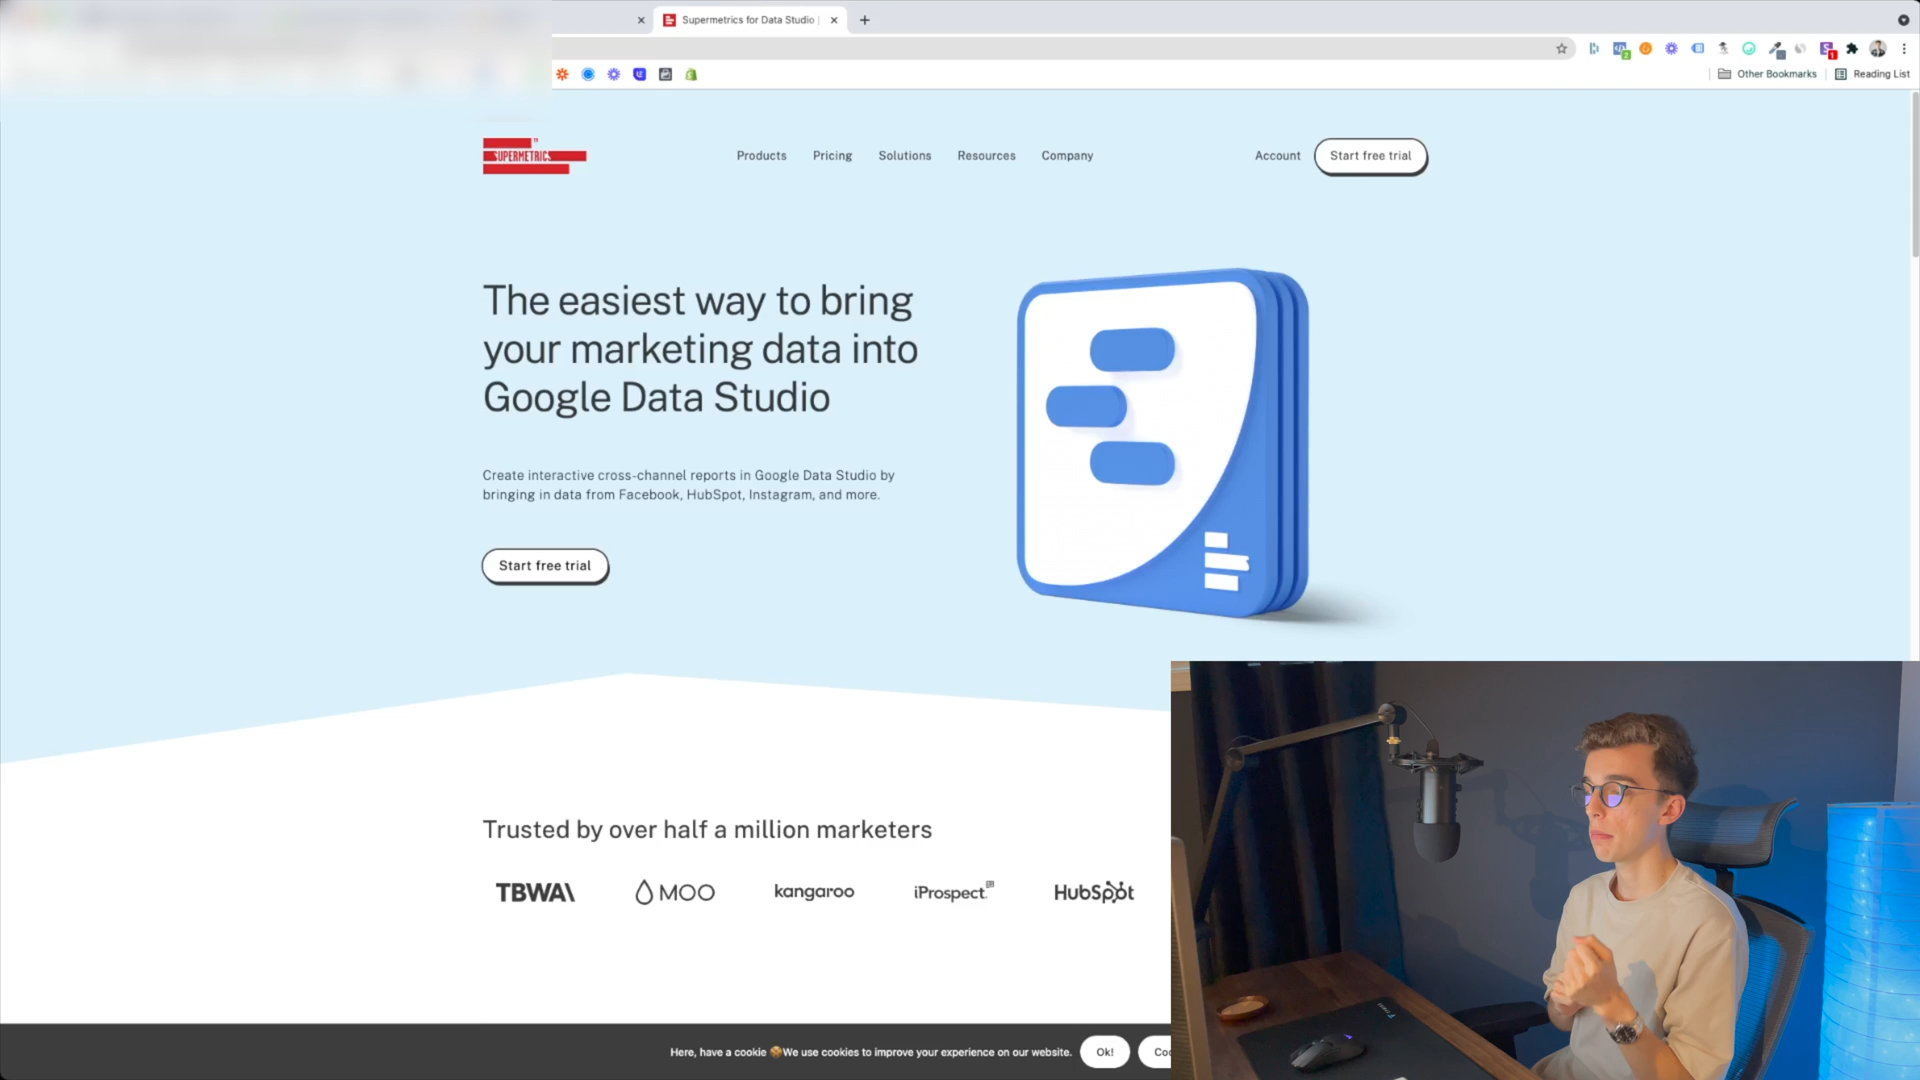 Supermetrics for Data Studio |
Other Bookmarks
Reading List
SUPERMETRICS
Products
Pricing
Solutions
Resources
Company
Account
Start free trial
The easiest way to bring
your marketing data into
Google Data Studio
Create interactive cross-channel reports in Google Data Studio by
bringing in data from Facebook, HubSpot, Instagram, and more.
Start free trial
Trusted by over half a million marketers
TBWA\
MOO
kangaroo
iProspect
HubSpot
Here, have a cookie 🍪We use cookies to improve your experience on our website.
Ok!